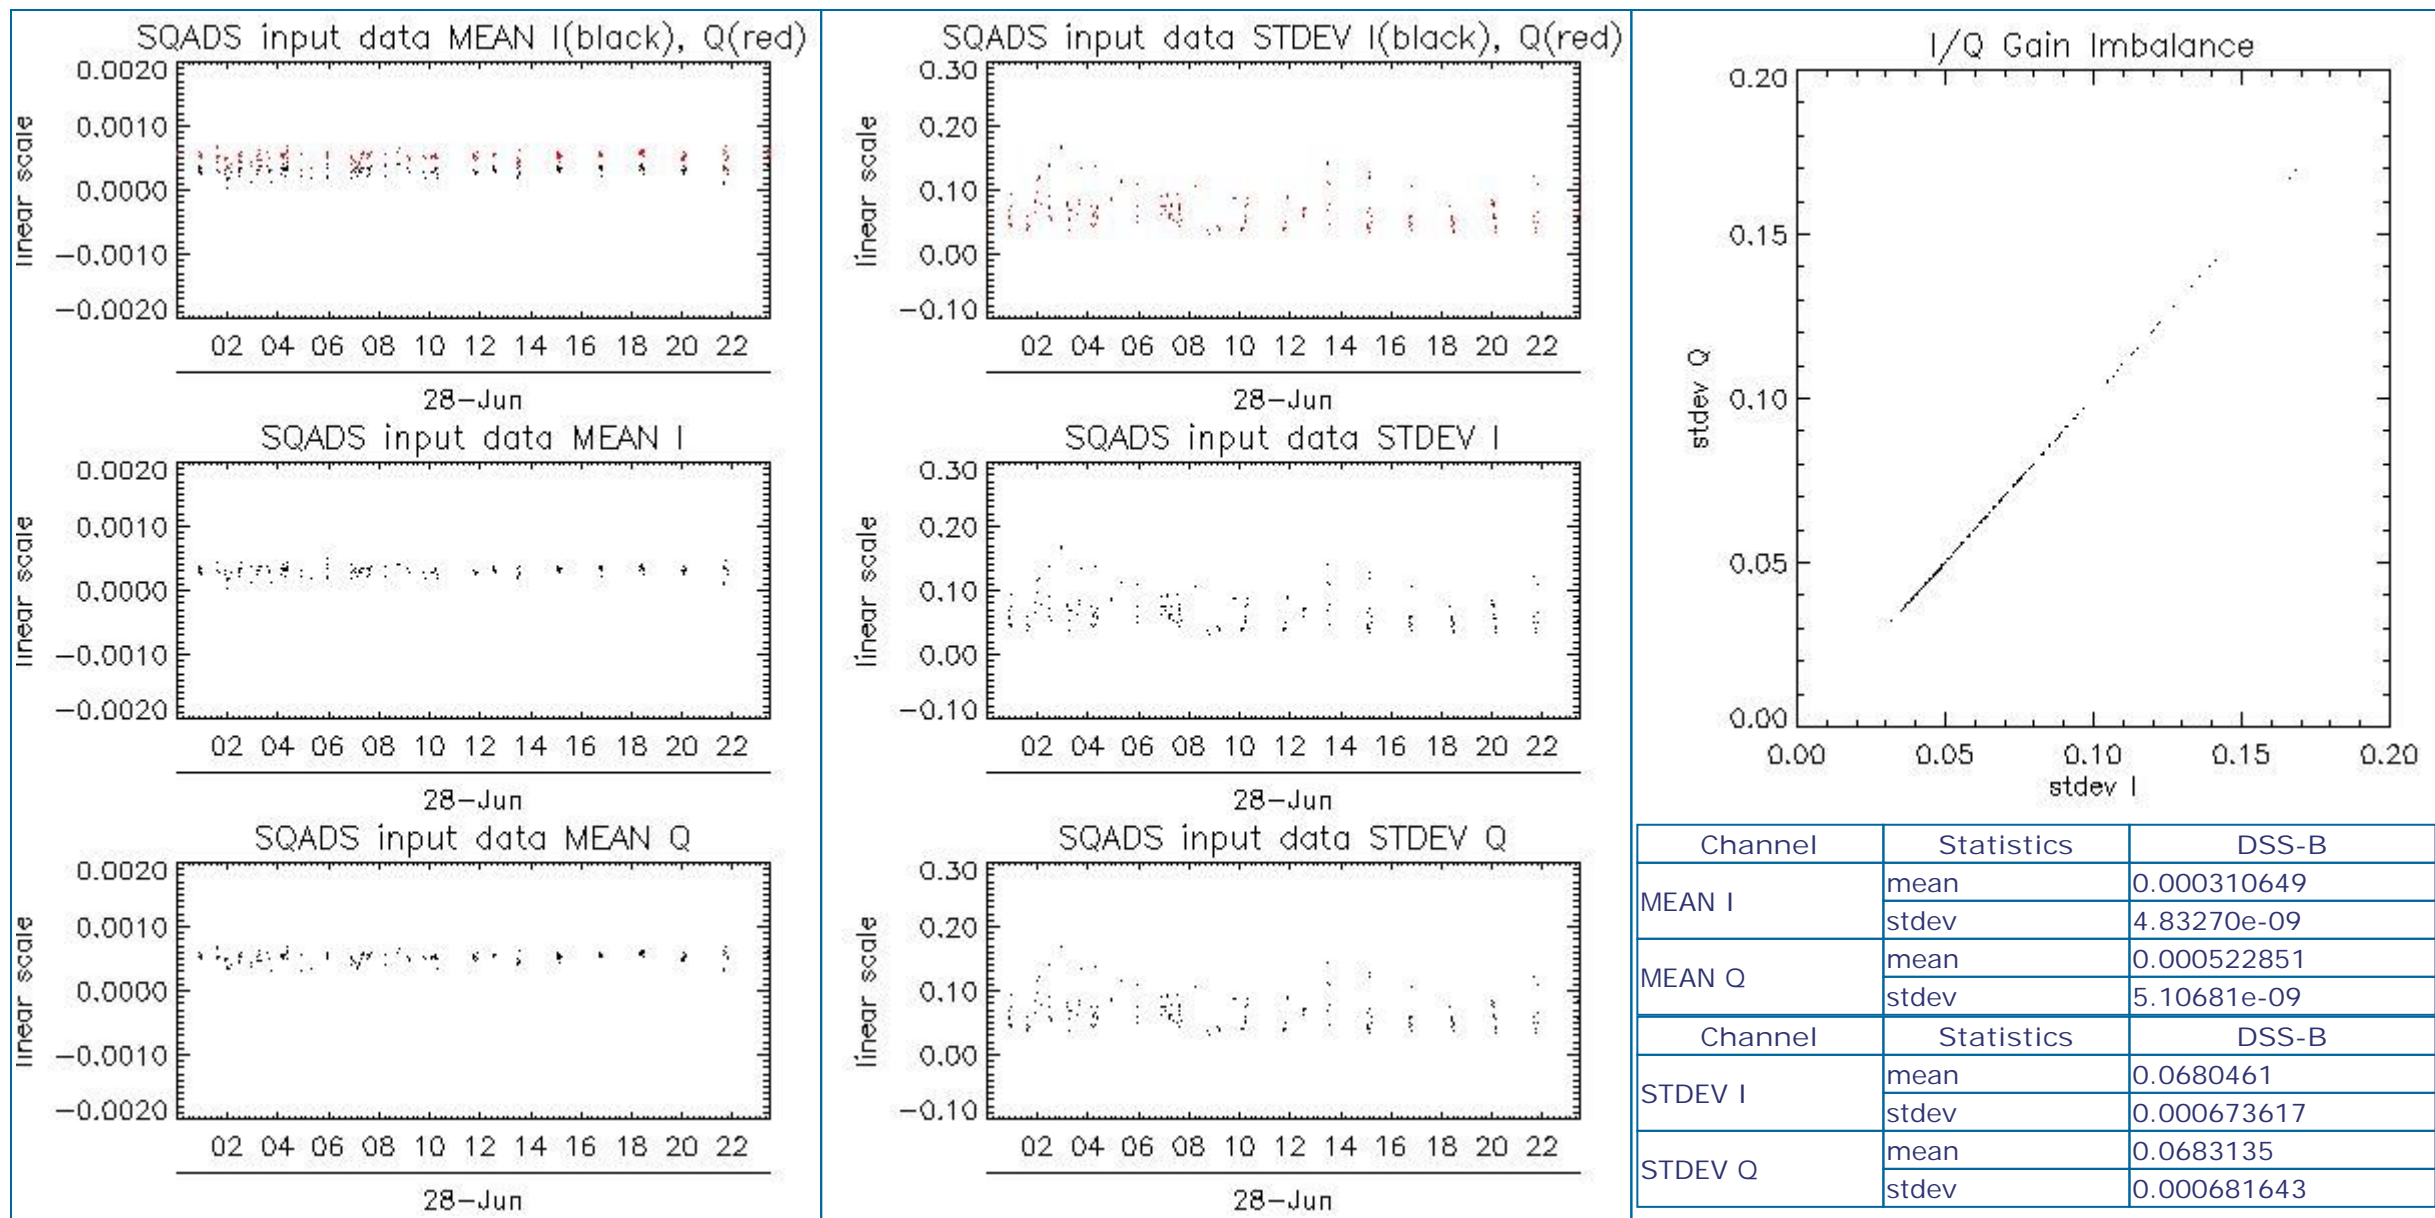 SQADS input data MEAN I(black), Q(red)
linear scale
0.0020
0.0010
0.0000
−0.0010
−0.0020
02 04 06 08 10 12 14 16 18 20 22
28−Jun
SQADS input data MEAN I
linear scale
0.0020
0.0010
0.0000
−0.0010
−0.0020
02 04 06 08 10 12 14 16 18 20 22
28−Jun
SQADS input data MEAN Q
linear scale
0.0020
0.0010
0.0000
−0.0010
−0.0020
02 04 06 08 10 12 14 16 18 20 22
28−Jun
SQADS input data STDEV I(black), Q(red)
linear scale
0.30
0.20
0.10
0.00
−0.10
02 04 06 08 10 12 14 16 18 20 22
28−Jun
SQADS input data STDEV I
linear scale
0.30
0.20
0.10
0.00
−0.10
02 04 06 08 10 12 14 16 18 20 22
28−Jun
SQADS input data STDEV Q
linear scale
0.30
0.20
0.10
0.00
−0.10
02 04 06 08 10 12 14 16 18 20 22
28−Jun
I/Q Gain Imbalance
stdev Q
0.20
0.15
0.10
0.05
0.00
0.00 0.05 0.10 0.15 0.20
stdev I
Channel Statistics DSS-B
MEAN I
mean 0.000310649
stdev 4.83270e-09
MEAN Q
mean 0.000522851
stdev 5.10681e-09
Channel Statistics DSS-B
STDEV I
mean 0.0680461
stdev 0.000673617
STDEV Q
mean 0.0683135
stdev 0.000681643